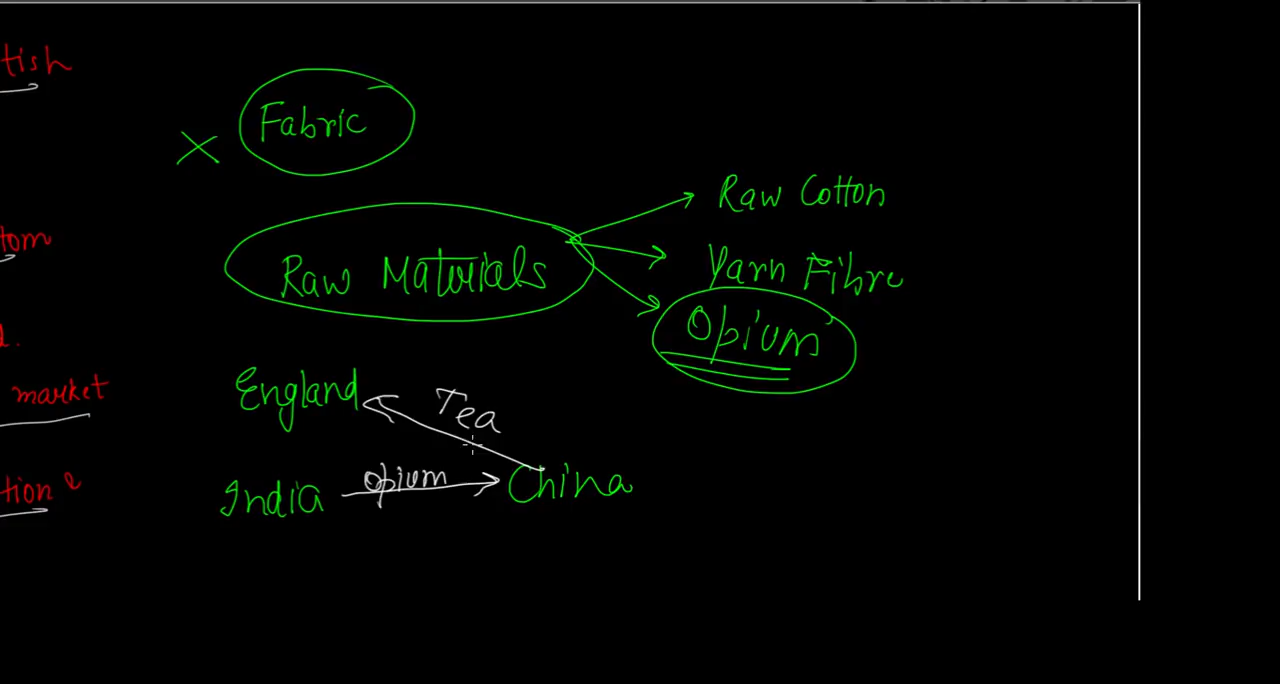 tish
Fabric
Raw Materials
Raw Cotton
Yarn Fibre
Opium
tom
market
England
Tea
tion
India
opium
China